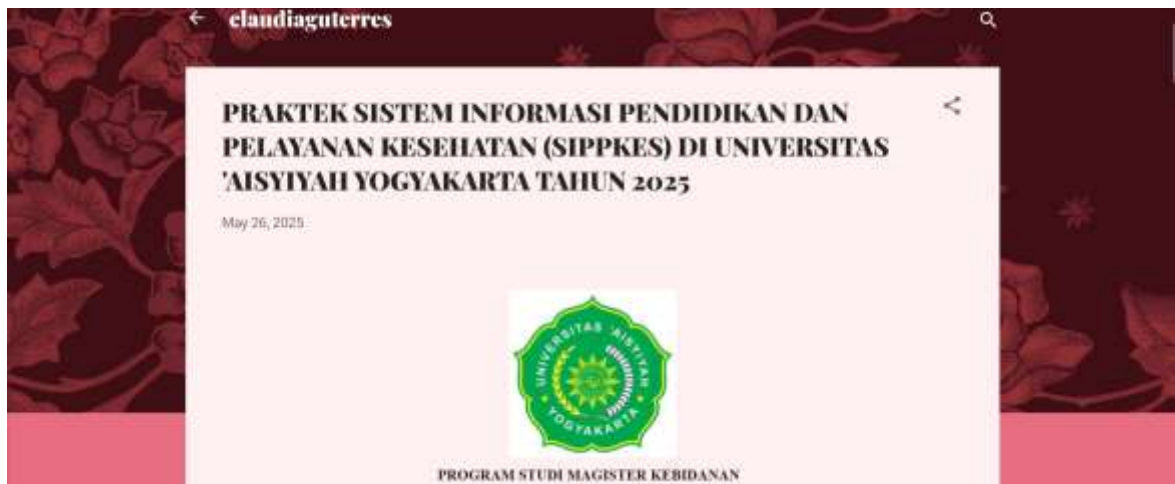 claudiaguterres
PRAKTEK SISTEM INFORMASI PENDIDIKAN DAN
PELAYANAN KESEHATAN (SIPPKES) DI UNIVERSITAS
'AISYIYAH YOGYAKARTA TAHUN 2025
May 26, 2025
UNIVERSITAS 'AISYIYAH
YOGYAKARTA
PROGRAM STUDI MAGISTER KEBIDANAN